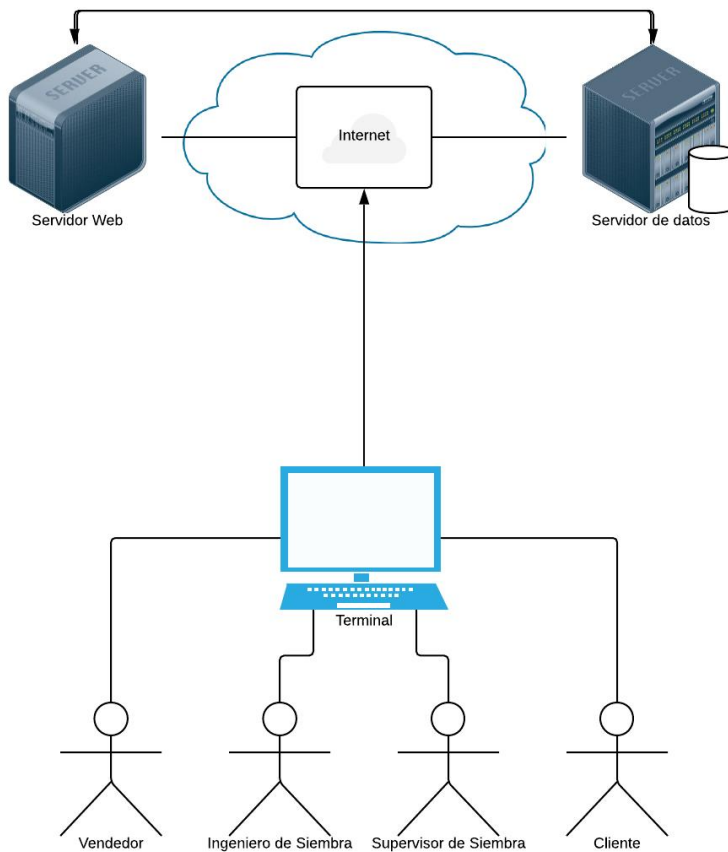 SERVER
SERVER
Internet
Servidor Web
Servidor de datos
Terminal
Vendedor
Ingeniero de Siembra
Supervisor de Siembra
Cliente